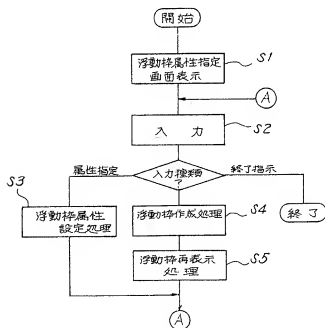 開始
浮動枠属性指定
画面表示
S1
A
S2
入力
属性指定
入力種類
?
終了指示
S3
浮動枠属性
設定処理
浮動枠作成処理
S4
終了
浮動枠再表示
処理
S5
A